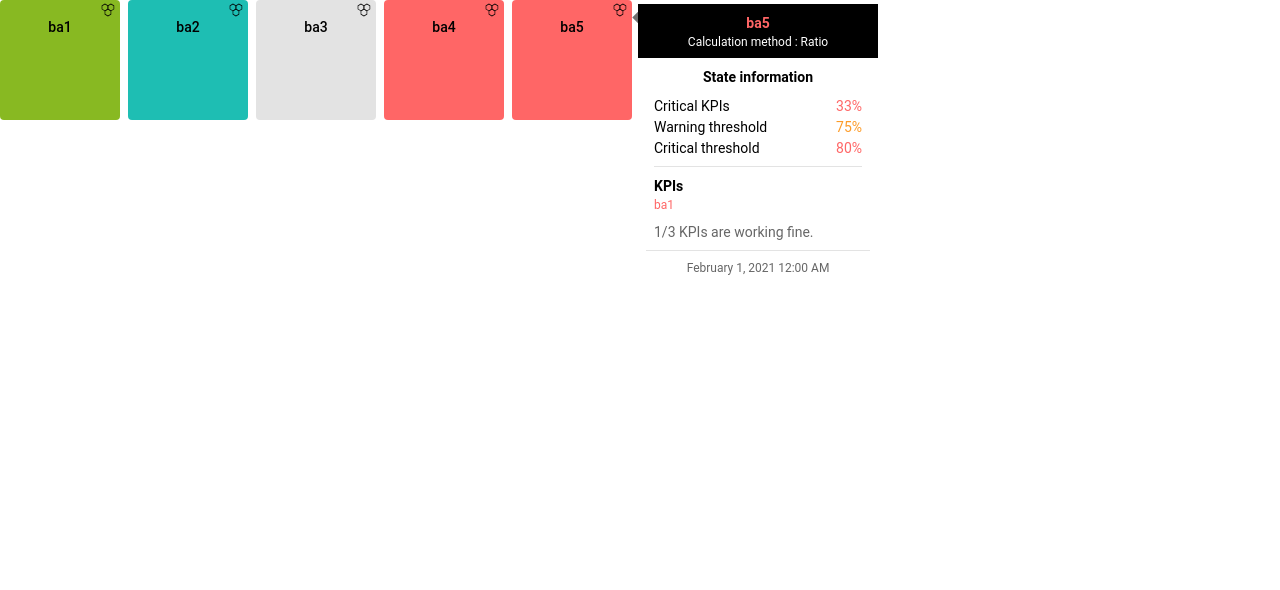 ba1
ba2
ba3
ba4
ba5
ba5
Calculation method : Ratio
State information
Critical KPIs 33%
Warning threshold 75%
Critical threshold 80%
KPIs
ba1
1/3 KPIs are working fine.
February 1, 2021 12:00 AM